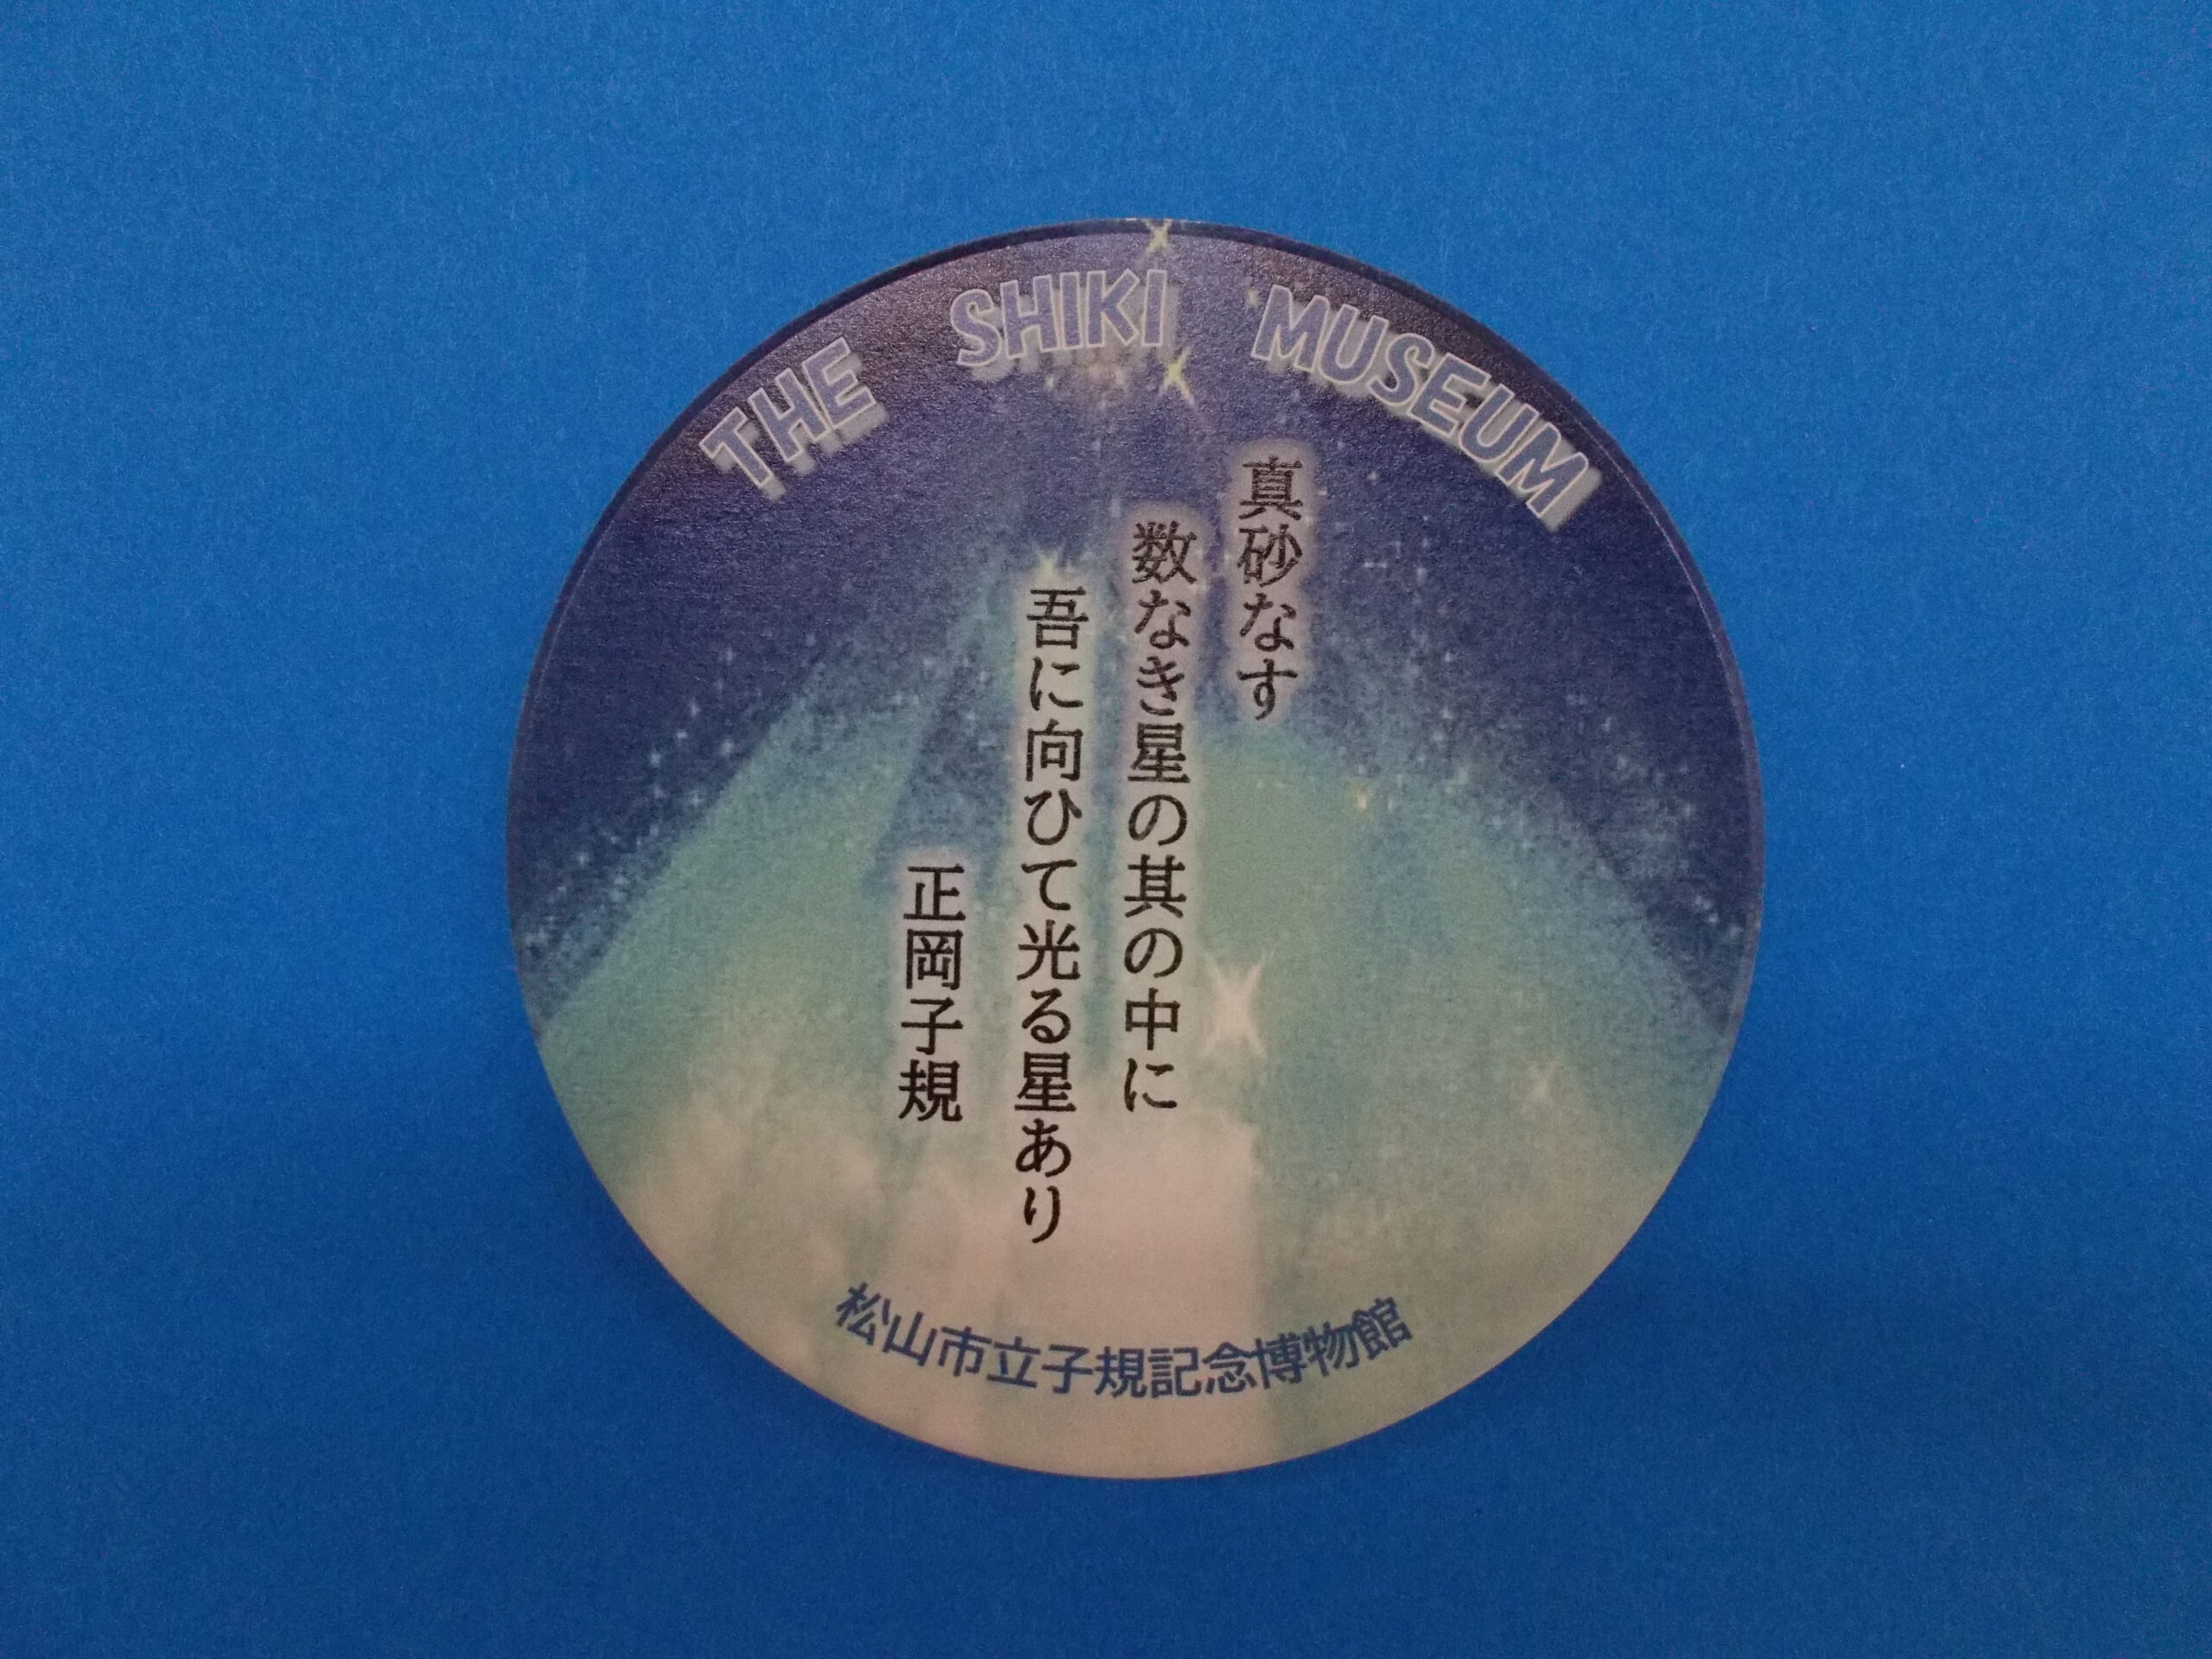 THE SHIKI MUSEUM
真砂なす
数なき星の其の中に
吾に向ひて光る星あり
正岡子規
松山市立子規記念博物館